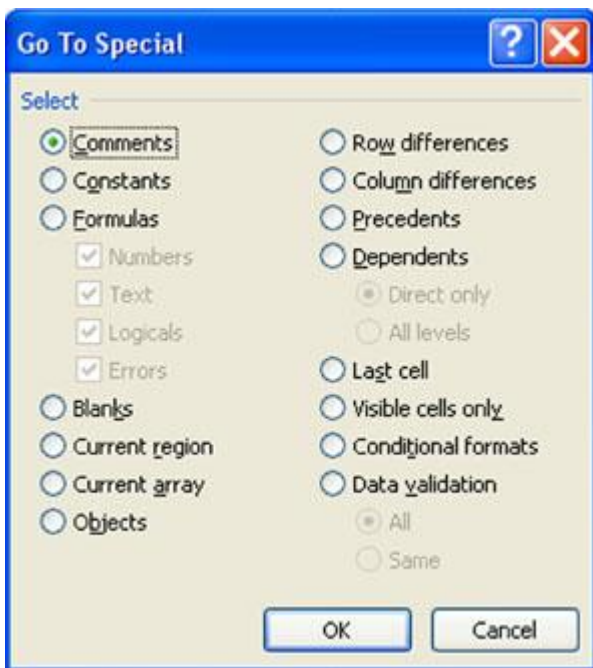 Go To Special
?
Select
Comments
Constants
Formulas
Numbers
Text
Logicals
Errors
Blanks
Current region
Current array
Objects
Row differences
Column differences
Precedents
Dependents
Direct only
All levels
Last cell
Visible cells only
Conditional formats
Data validation
All
Same
OK
Cancel